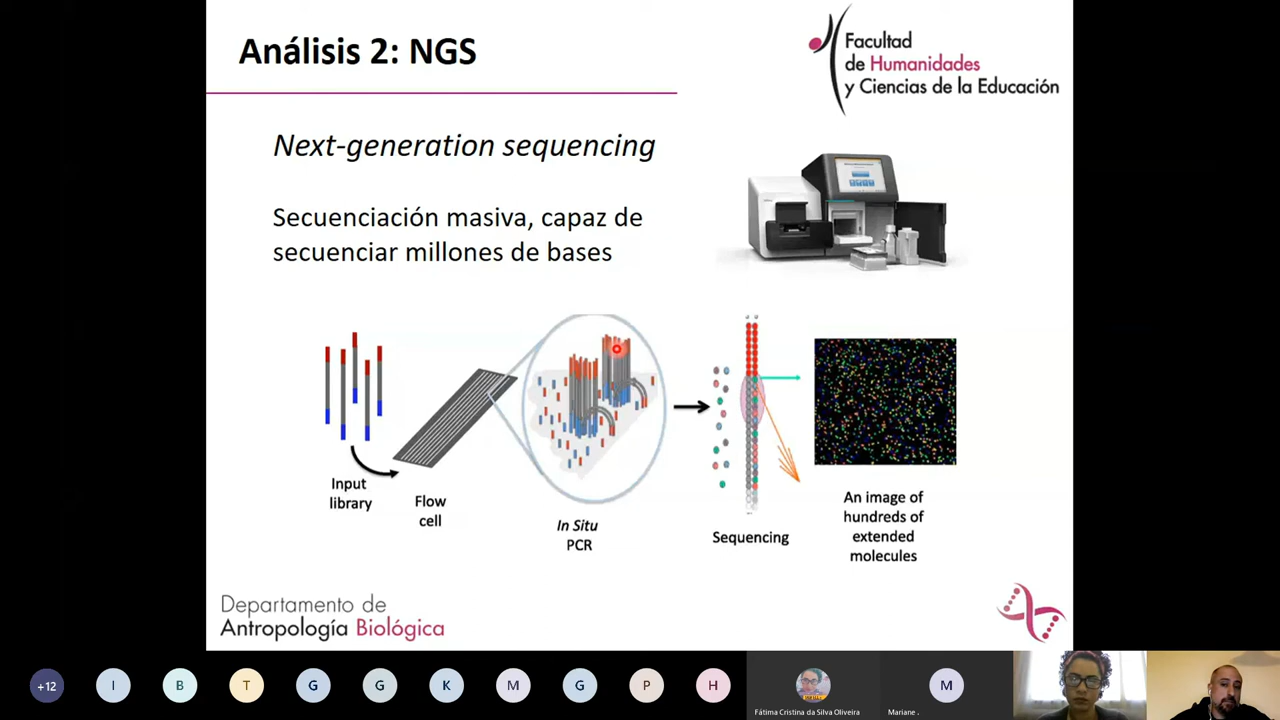 Análisis 2: NGS
Facultad
de Humanidades
y Ciencias de la Educación
Next-generation sequencing
Secuenciación masiva, capaz de
secuenciar millones de bases
Input
library
Flow
cell
In Situ
PCR
Sequencing
An image of
hundreds of
extended
molecules
Departamento de
Antropología Biológica
+12
I
B
T
G
G
K
M
G
P
H
M
Fátima Cristina da Silva Oliveira
Mariane .